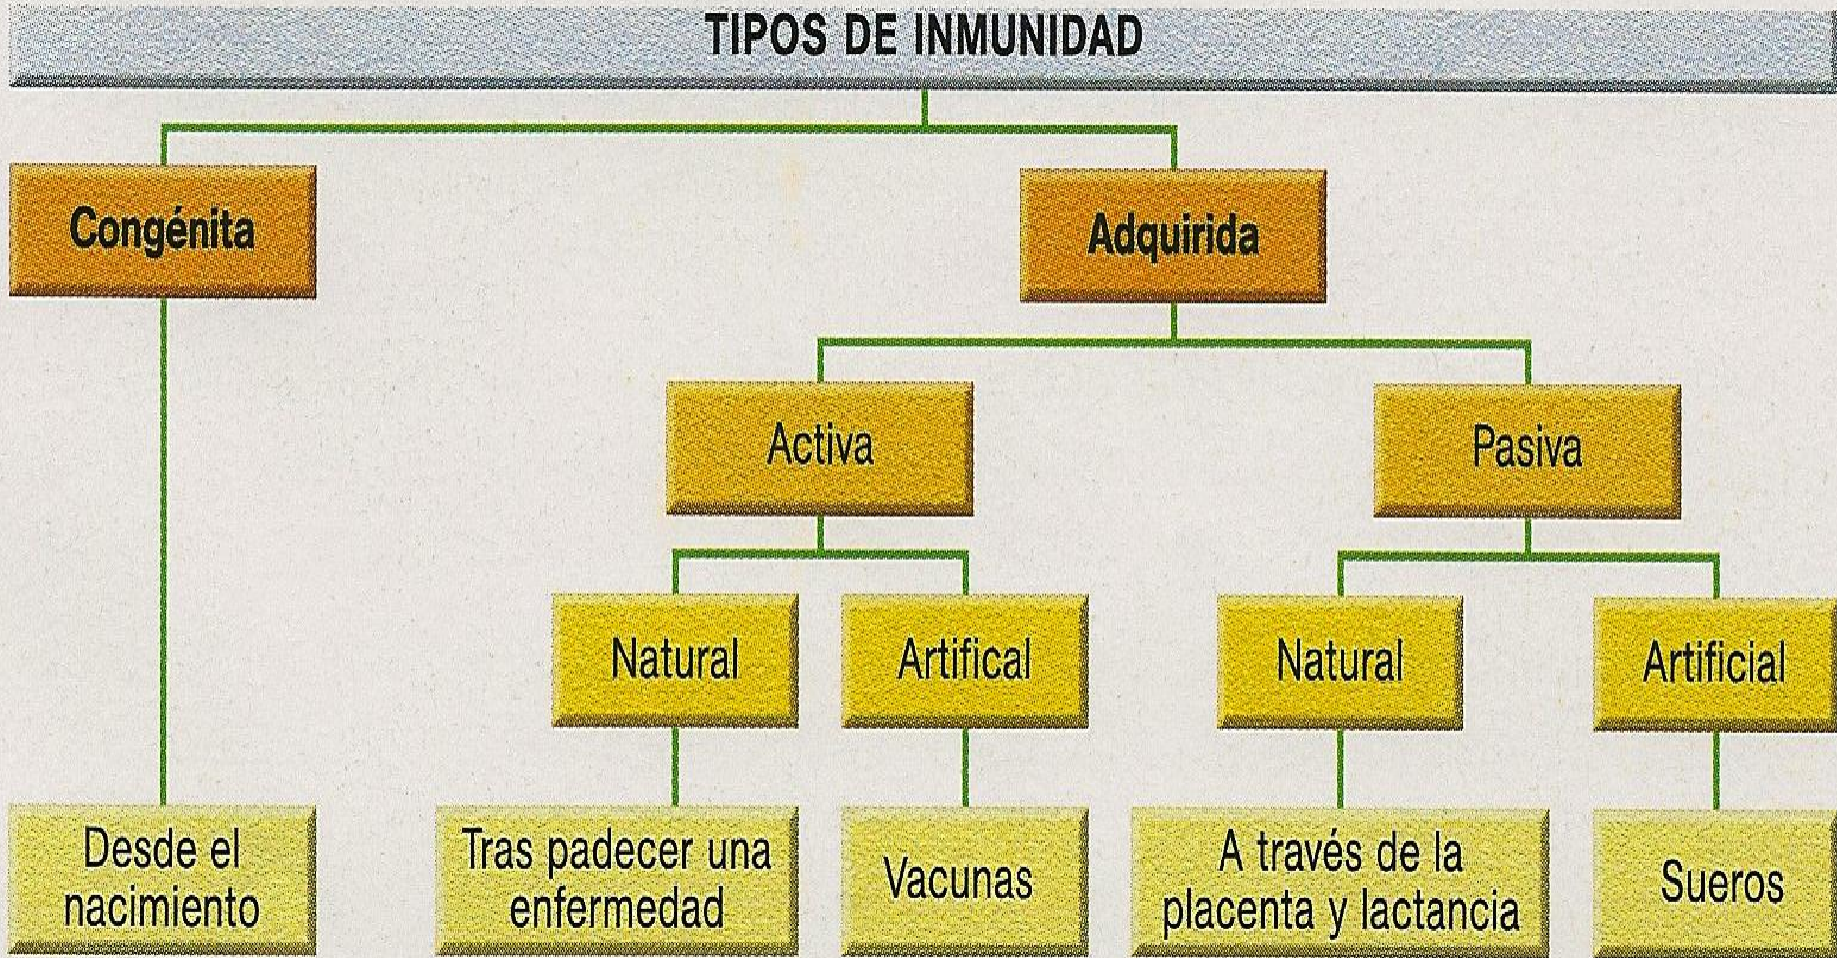 TIPOS DE INMUNIDAD
Congénita
Adquirida
Activa
Pasiva
Natural
Artifical
Natural
Artificial
Desde el
nacimiento
Tras padecer una
enfermedad
Vacunas
A través de la
placenta y lactancia
Sueros